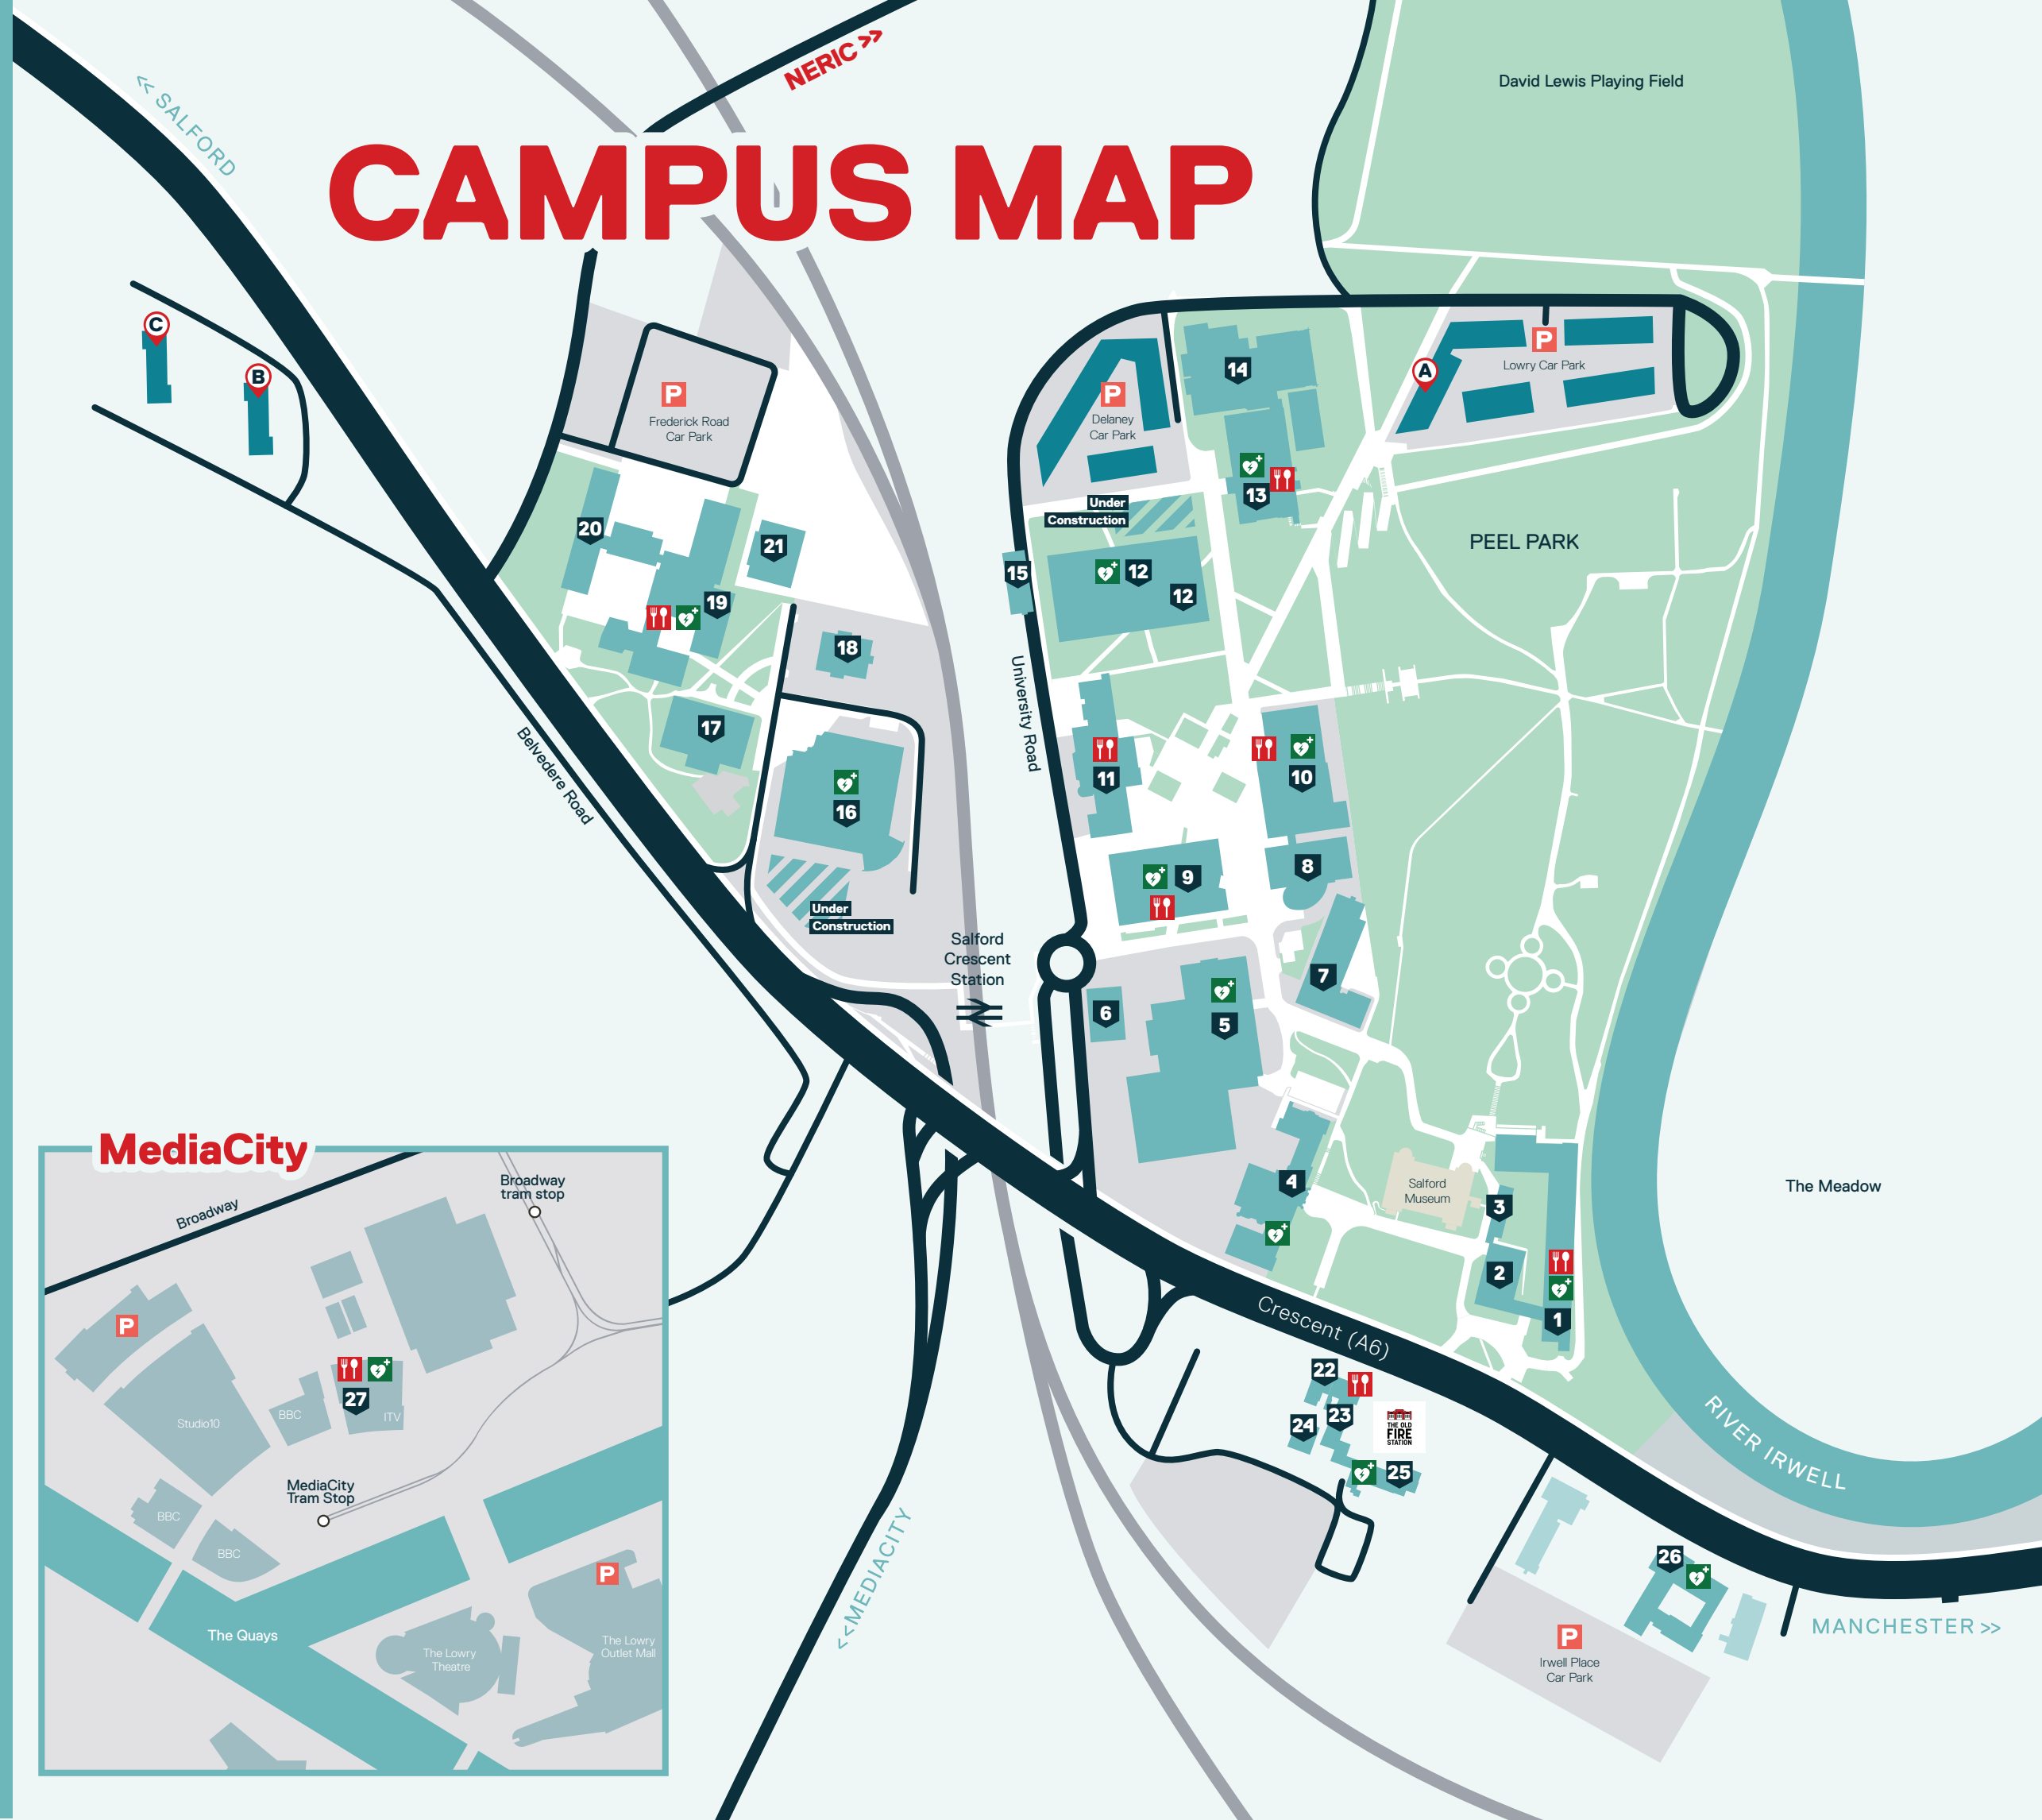 NERIC >>
<< SALFORD
David Lewis Playing Field
CAMPUS MAP
C
B
P
Frederick Road
Car Park
P
Delaney
Car Park
14
A
P
Lowry Car Park
13
Under
Construction
PEEL PARK
20
21
15
12
12
19
18
University Road
17
Belvedere Road
11
10
16
9
8
Under
Construction
Salford
Crescent
Station
7
6
5
MediaCity
Broadway
Broadway
tram stop
4
Salford
Museum
3
The Meadow
2
1
Crescent (A6)
P
27
ITV
BBC
Studio10
22
23
24
THE OLD
FIRE
STATION
25
RIVER IRWELL
MediaCity
Tram Stop
BBC
BBC
<<MEDIACITY
P
26
The Quays
The Lowry
Theatre
The Lowry
Outlet Mall
P
Irwell Place
Car Park
MANCHESTER >>